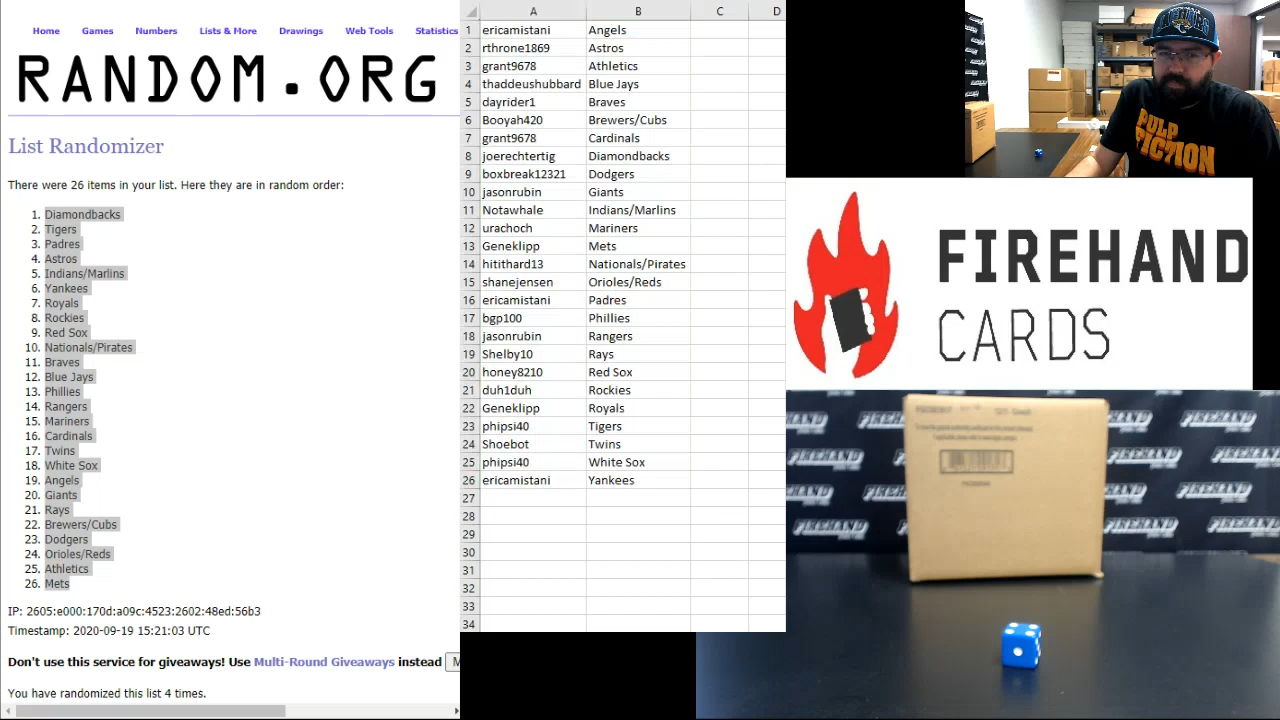 Home Games Numbers Lists & More Drawings Web Tools Statistics
RANDOM.ORG
List Randomizer
There were 26 items in your list. Here they are in random order:
1. Diamondbacks
2. Tigers
3. Padres
4. Astros
5. Indians/Marlins
6. Yankees
7. Royals
8. Rockies
9. Red Sox
10. Nationals/Pirates
11. Braves
12. Blue Jays
13. Phillies
14. Rangers
15. Mariners
16. Cardinals
17. Twins
18. White Sox
19. Angels
20. Giants
21. Rays
22. Brewers/Cubs
23. Dodgers
24. Orioles/Reds
25. Athletics
26. Mets
IP: 2605:e000:170d:a09c:4523:2602:48ed:56b3
Timestamp: 2020-09-19 15:21:03 UTC
Don't use this service for giveaways! Use Multi-Round Giveaways instead
You have randomized this list 4 times.
A B C D
1 ericamistani Angels
2 rthrone1869 Astros
3 grant9678 Athletics
4 thaddeushubbard Blue Jays
5 dayrider1 Braves
6 Booyah420 Brewers/Cubs
7 grant9678 Cardinals
8 joerechtertig Diamondbacks
9 boxbreak12321 Dodgers
10 jasonrubin Giants
11 Notawhale Indians/Marlins
12 urachoch Mariners
13 Geneklipp Mets
14 hitithard13 Nationals/Pirates
15 shanejensen Orioles/Reds
16 ericamistani Padres
17 bgp100 Phillies
18 jasonrubin Rangers
19 Shelby10 Rays
20 honey8210 Red Sox
21 duh1duh Rockies
22 Geneklipp Royals
23 phipsi40 Tigers
24 Shoebot Twins
25 phipsi40 White Sox
26 ericamistani Yankees
27
28
29
30
31
32
33
34
PULP
FICTION
FIREHAND
CARDS
FIREHAND
FIREHAND
FIREHAND